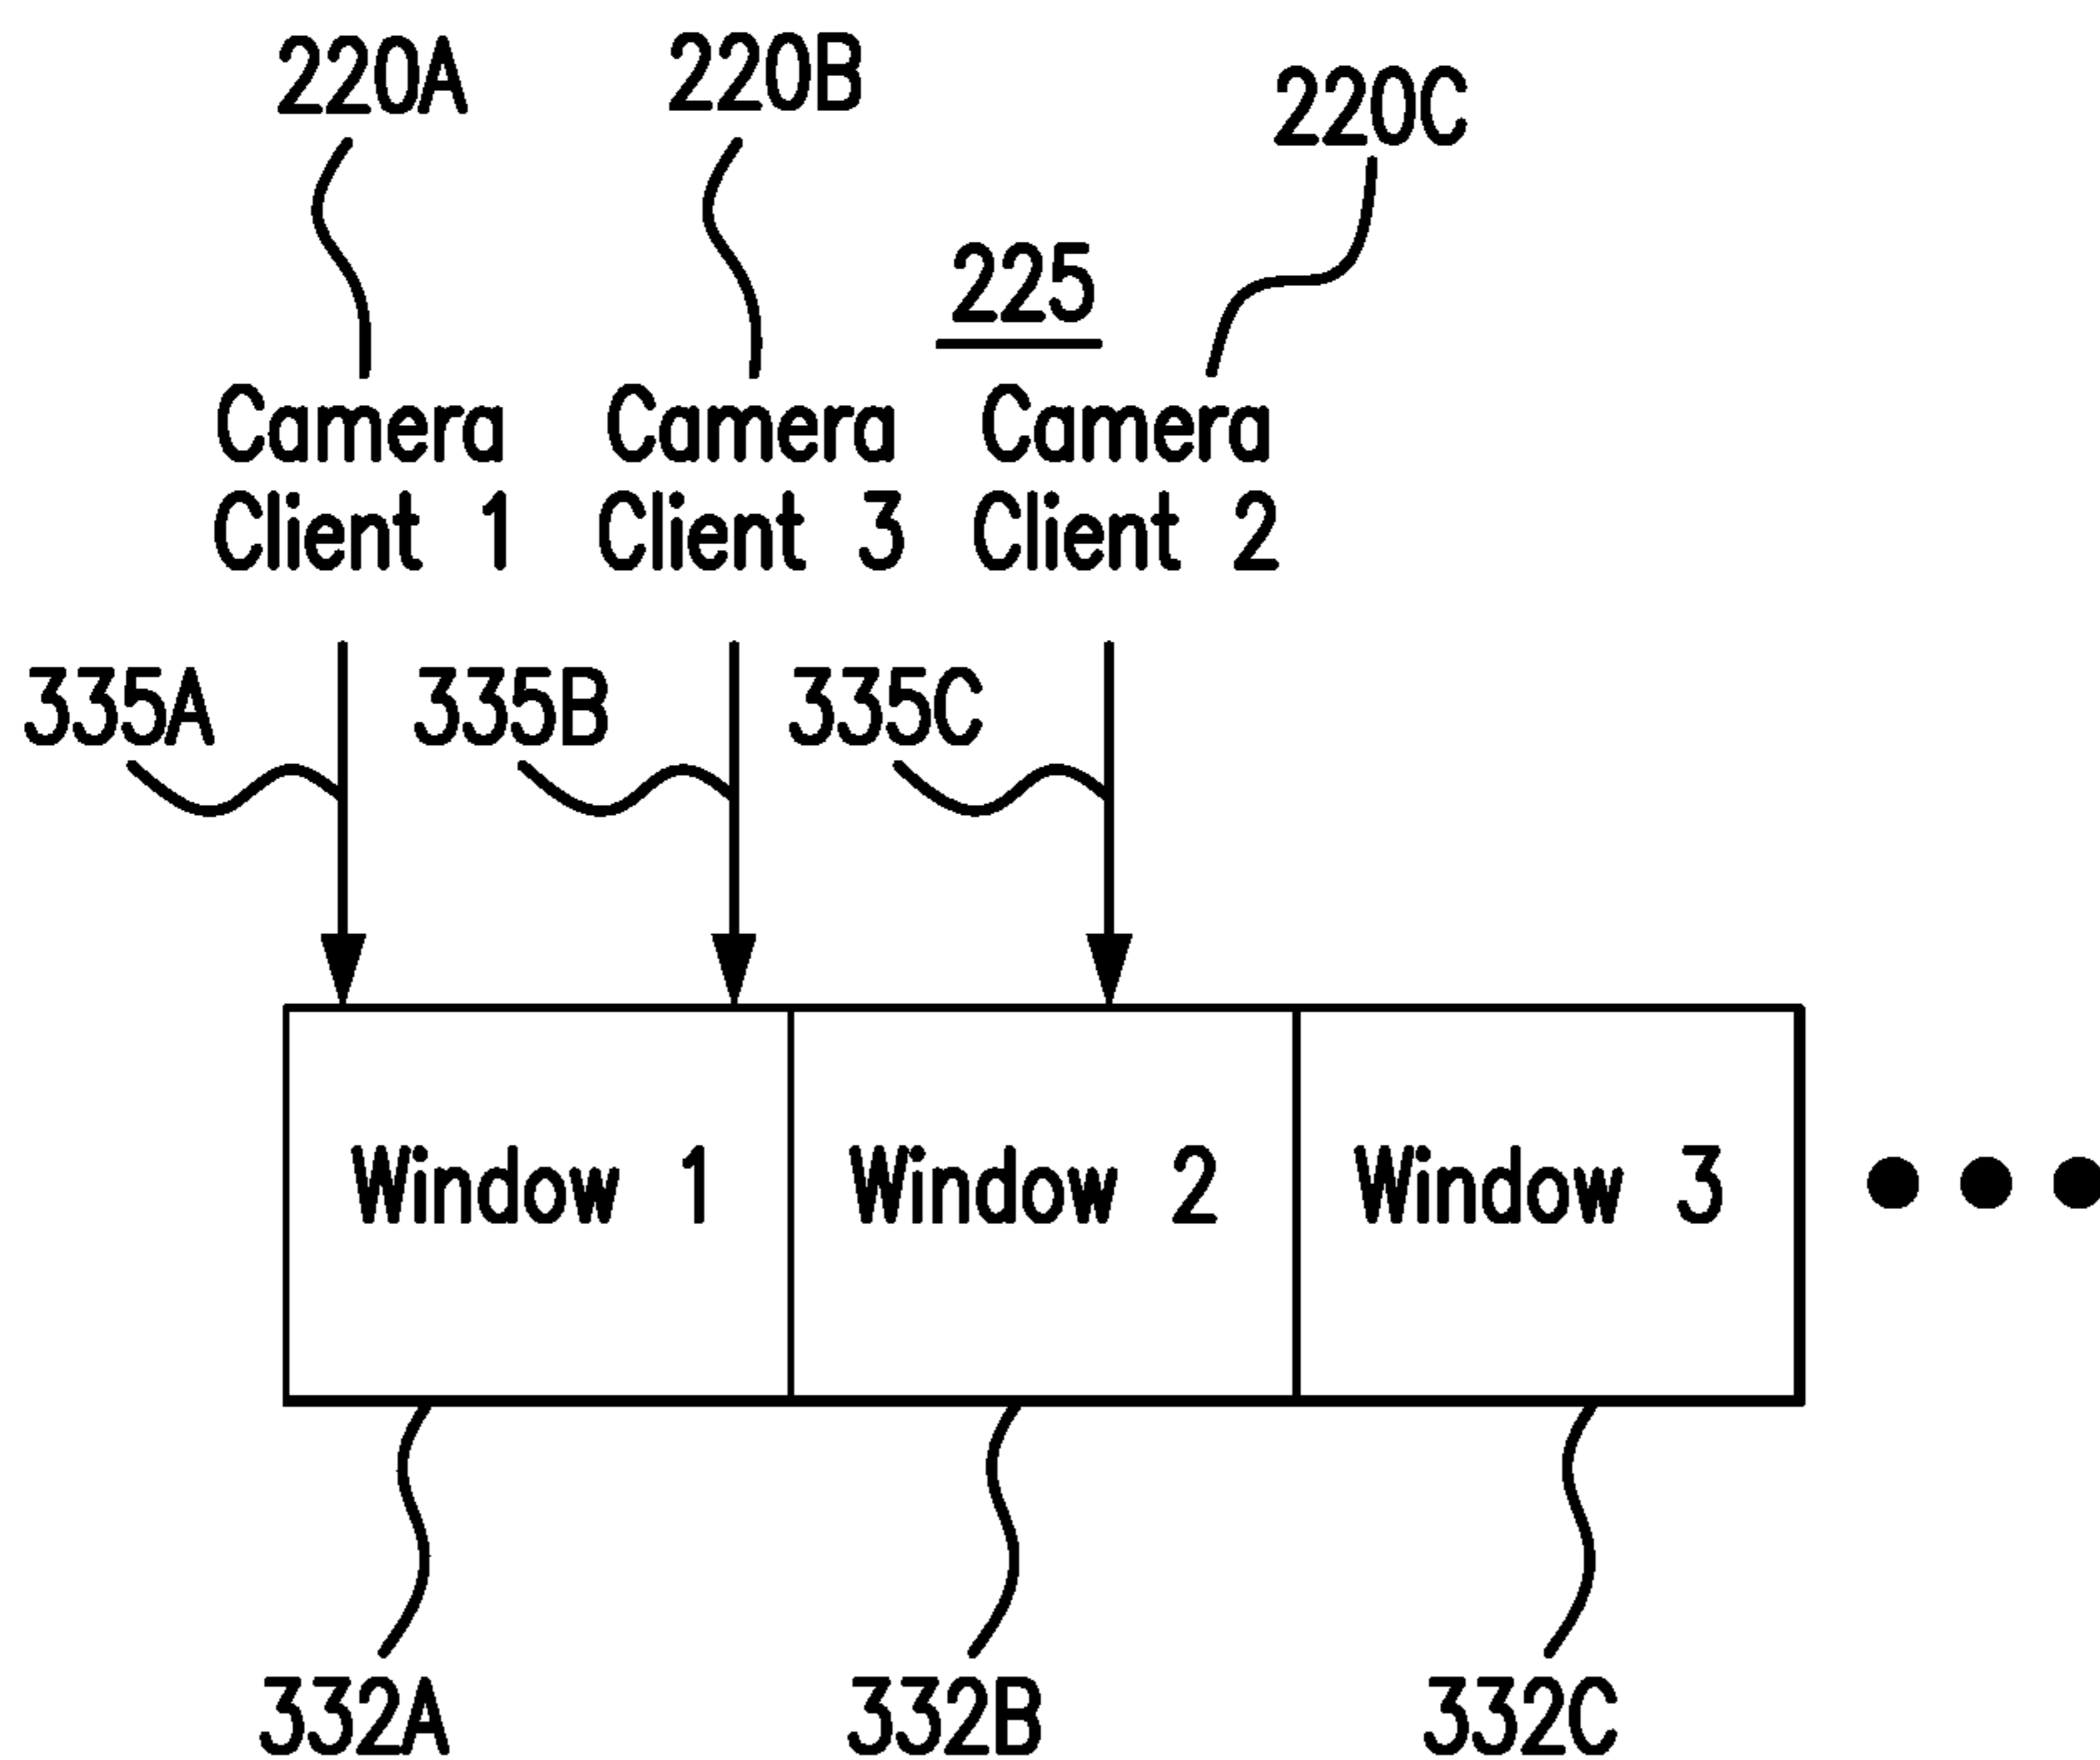 220A 220B 220C
225
Camera Camera Camera
Client 1 Client 3 Client 2
335A 335B 335C
Window 1 Window 2 Window 3
332A 332B 332C